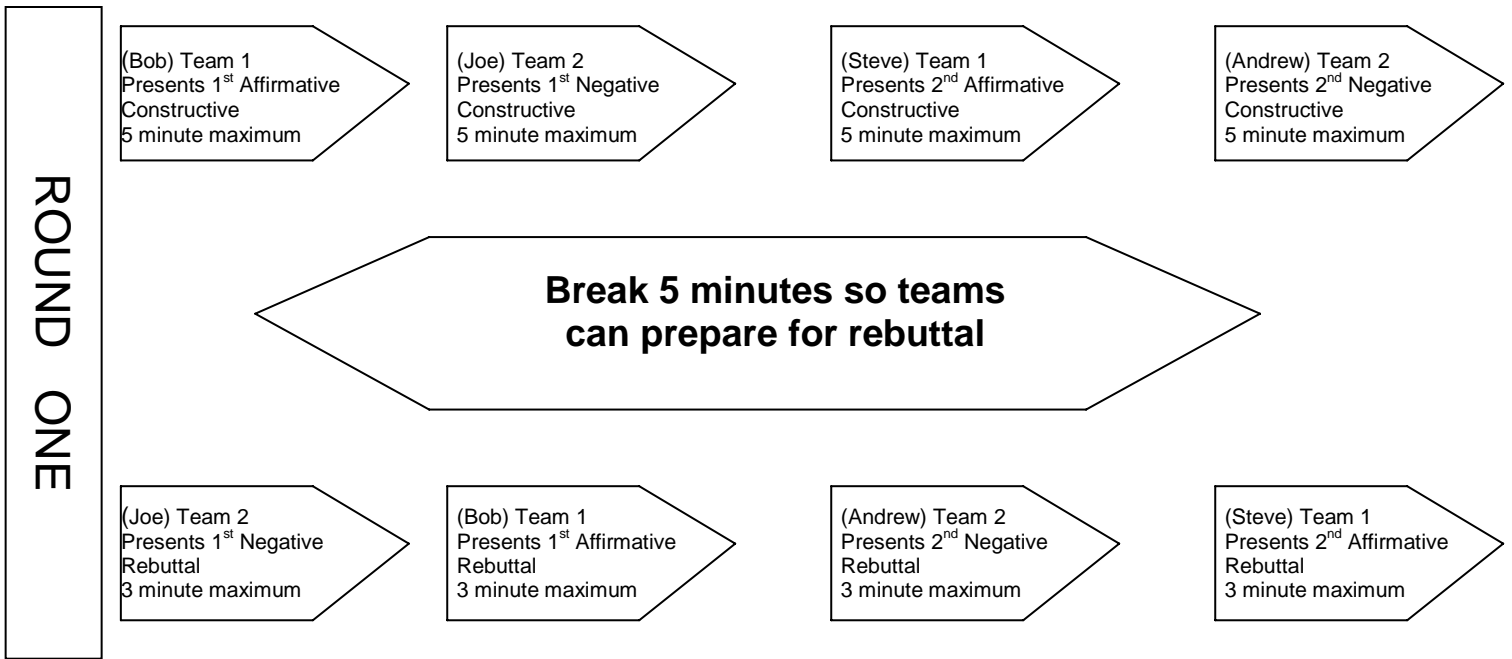 ROUND ONE
(Bob) Team 1
Presents 1st Affirmative
Constructive
5 minute maximum
(Joe) Team 2
Presents 1st Negative
Constructive
5 minute maximum
(Steve) Team 1
Presents 2nd Affirmative
Constructive
5 minute maximum
(Andrew) Team 2
Presents 2nd Negative
Constructive
5 minute maximum
Break 5 minutes so teams
can prepare for rebuttal
(Joe) Team 2
Presents 1st Negative
Rebuttal
3 minute maximum
(Bob) Team 1
Presents 1st Affirmative
Rebuttal
3 minute maximum
(Andrew) Team 2
Presents 2nd Negative
Rebuttal
3 minute maximum
(Steve) Team 1
Presents 2nd Affirmative
Rebuttal
3 minute maximum